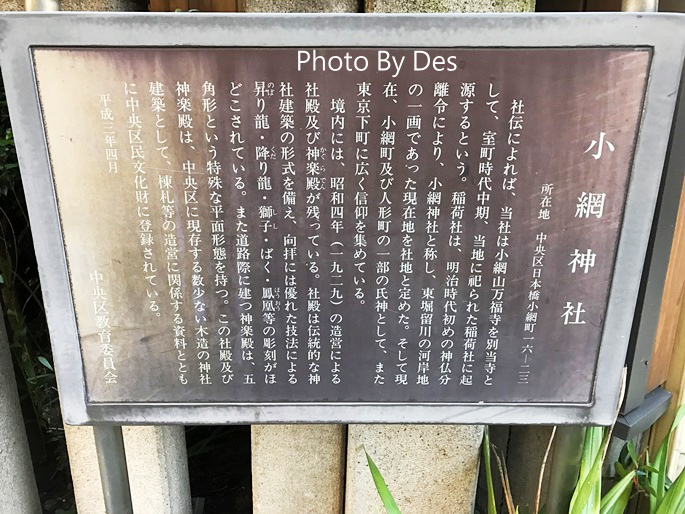 Photo By Des
小網神社
所在地 中央区日本橋小網町一六―二三
社伝によれば、当社は小網山万福寺を別当寺と
して、室町時代中期、当地に祀られた稲荷社に起
源するという。稲荷社は、明治時代初めの神仏分
離令により、小網神社と称し、東堀留川の河岸地
の一画であった現在地を社地と定めた。そして現
在、小網町及び人形町の一部の氏神として、また
東京下町に広く信仰を集めている。
境内には、昭和四年(一九二九)の造営による
社殿及び神楽殿が残っている。社殿は伝統的な神
社建築の形式を備え、向拝には優れた技法による
昇り龍・降り龍・獅子・ばく・鳳凰等の彫刻がほ
どこされている。また道路際に建つ神楽殿は、五
角形という特殊な平面形態を持つ。この社殿及び
神楽殿は、中央区に現存する数少ない木造の神社
建築として、棟札等の造営に関係する資料ととも
に中央区民文化財に登録されている。
平成三年四月
中央区教育委員会